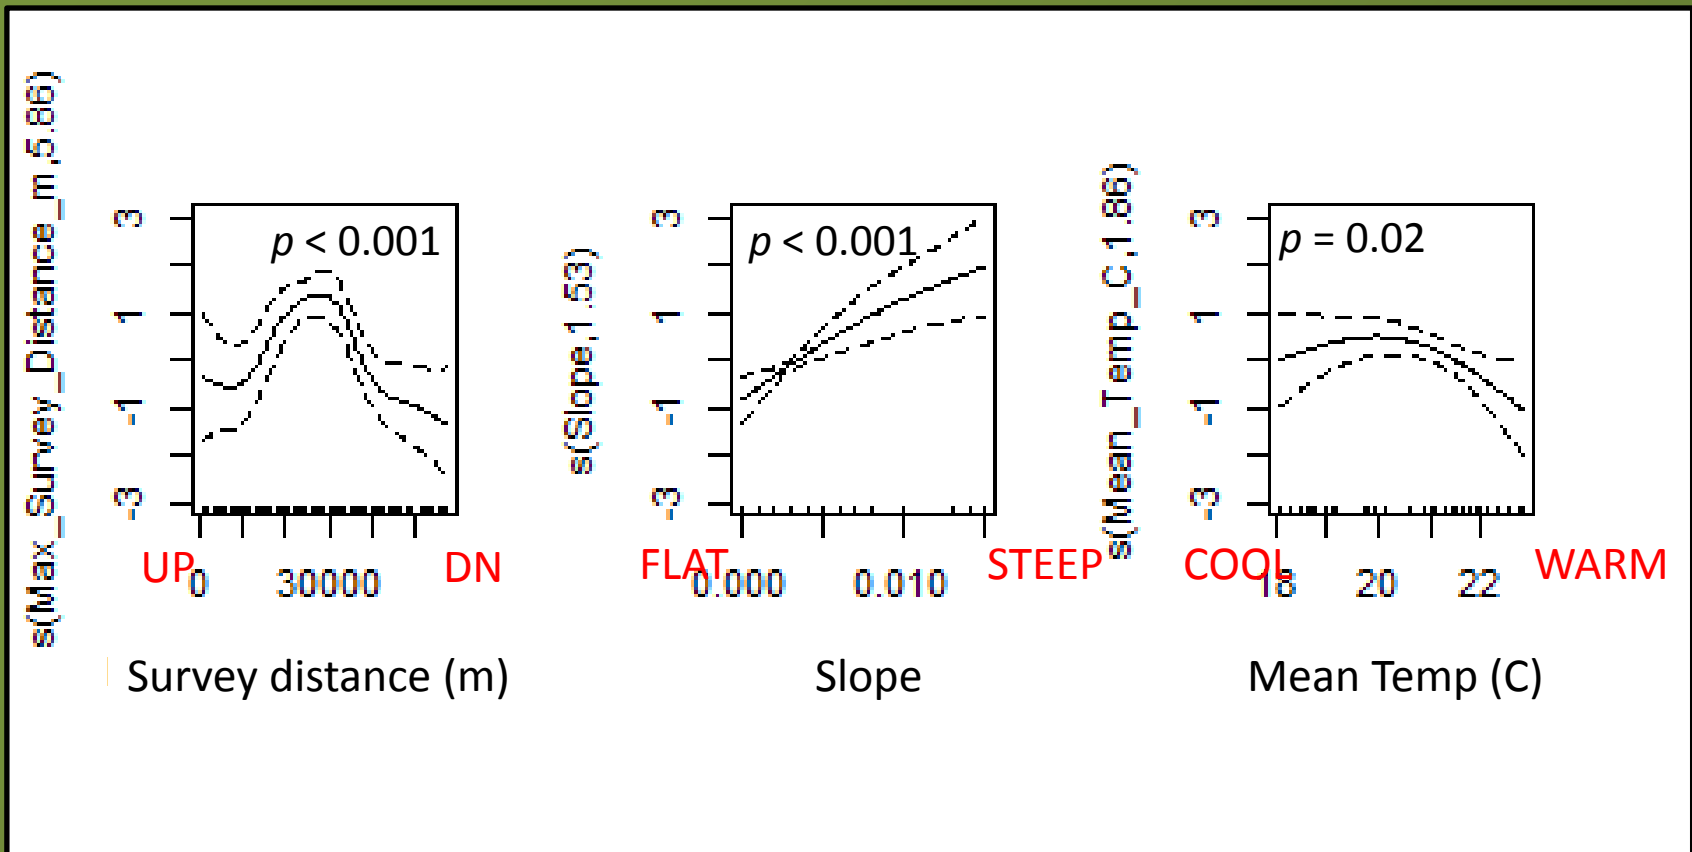 s(Max_Survey_Distance_m,5.86)
3
1
-1
-3
p < 0.001
UP
DN
0 30000
Survey distance (m)
s(Slope,1.53)
3
1
-1
-3
p < 0.001
FLAT
STEEP
0.000 0.010
Slope
s(Mean_Temp_C,1.86)
3
1
-1
-3
p = 0.02
COOL
WARM
18 20 22
Mean Temp (C)